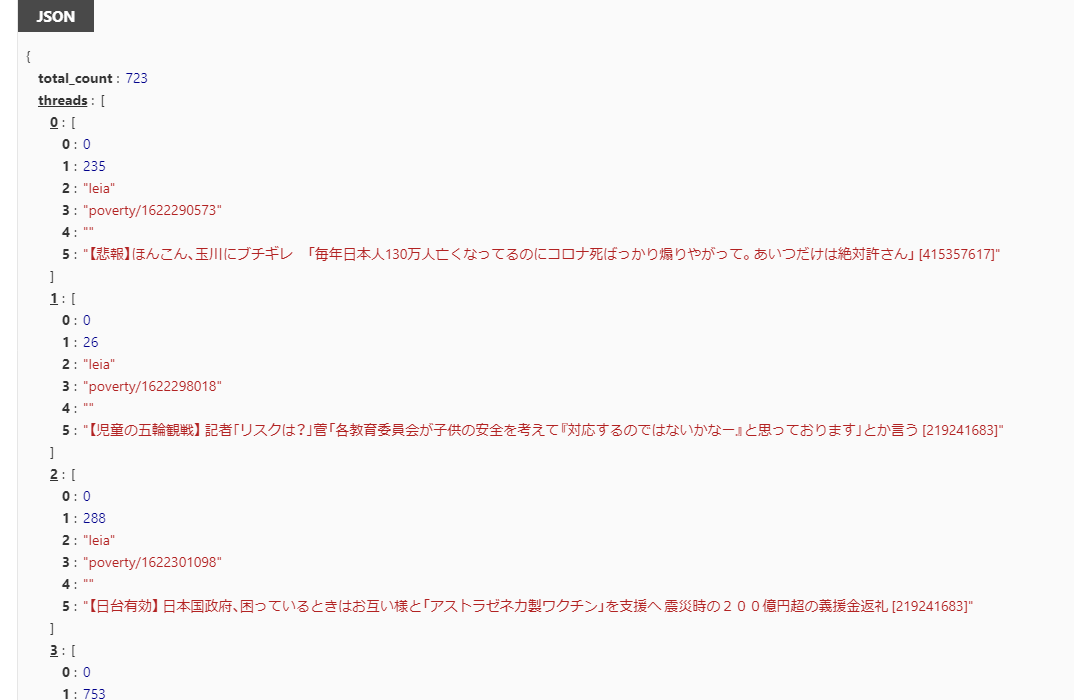 JSON
{
total_count : 723
threads : [
0 : [
0 : 0
1 : 235
2 : "leia"
3 : "poverty/1622290573"
4 : ""
5 : "【悲報】ほんこん、玉川にブチギレ　「毎年日本人130万人亡くなってるのにコロナ死ばっかり煽りやがって。あいつだけは絶対許さん」 [415357617]"
]
1 : [
0 : 0
1 : 26
2 : "leia"
3 : "poverty/1622298018"
4 : ""
5 : "【児童の五輪観戦】 記者「リスクは？」菅「各教育委員会が子供の安全を考えて『対応するのではないかなー』と思っております」とか言う [219241683]"
]
2 : [
0 : 0
1 : 288
2 : "leia"
3 : "poverty/1622301098"
4 : ""
5 : "【日台有効】 日本国政府、困っているときはお互い様と「アストラゼネカ製ワクチン」を支援へ 震災時の２００億円超の義援金返礼 [219241683]"
]
3 : [
0 : 0
1 : 753